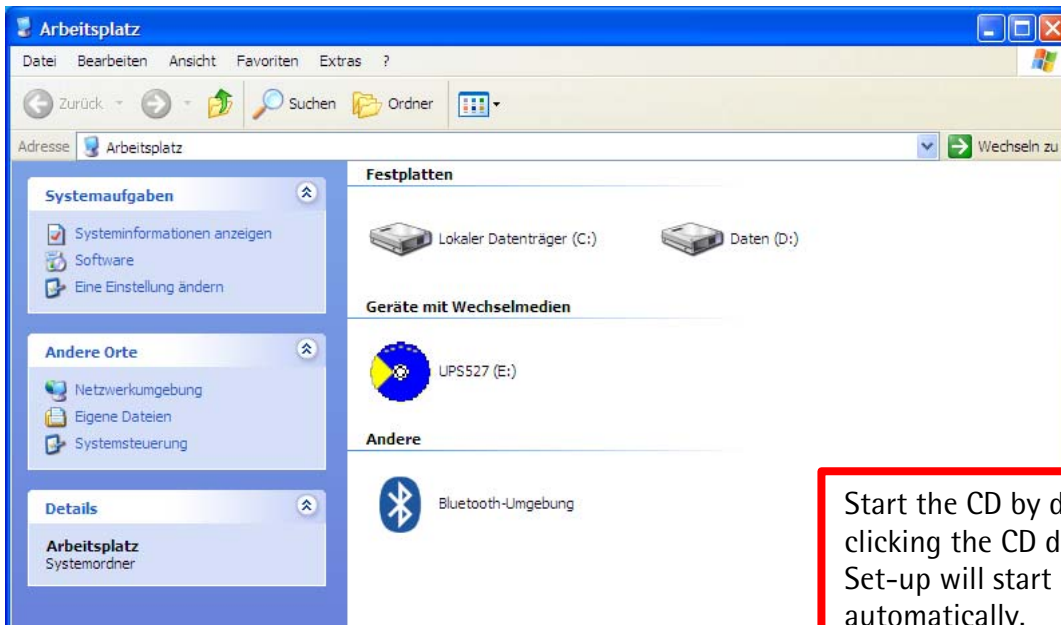 Arbeitsplatz
Datei Bearbeiten Ansicht Favoriten Extras ?
Zurück Suchen Ordner
Adresse Arbeitsplatz Wechseln zu
Systemaufgaben
Systeminformationen anzeigen
Software
Eine Einstellung ändern
Andere Orte
Netzwerkumgebung
Eigene Dateien
Systemsteuerung
Details
Arbeitsplatz
Systemordner
Festplatten
Lokaler Datenträger (C:) Daten (D:)
Geräte mit Wechselmedien
UPS527 (E:)
Andere
Bluetooth-Umgebung
Start the CD by
clicking the CD
Set-up will start
automatically.